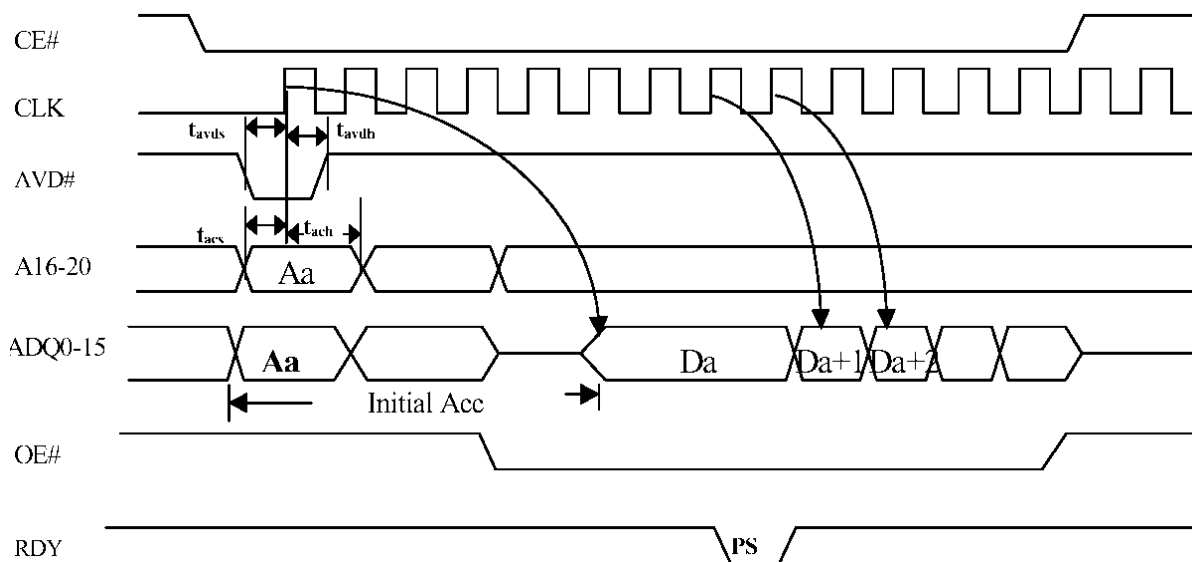 CE#
CLK
tavds
tavdh
AVD#
tacs
tach
A16-20
Aa
ADQ0-15
Aa
Da
Da+1
Da+2
Initial Acc
OE#
RDY
PS